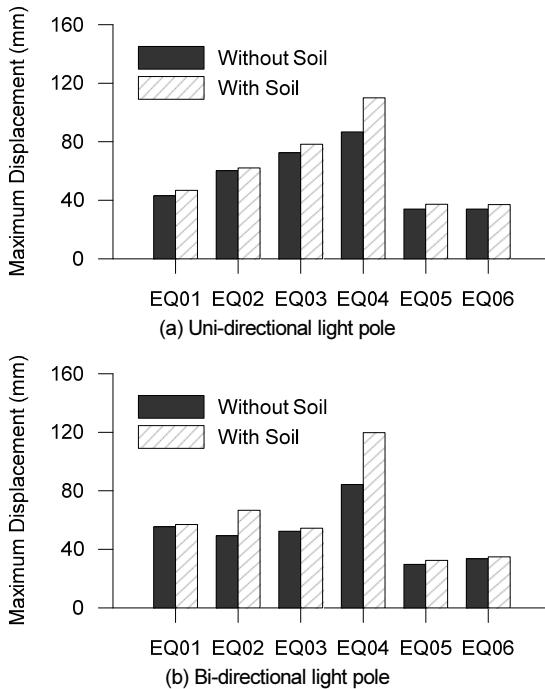 Maximum Displacement (mm)
160
120
80
40
0
Without Soil
With Soil
EQ01 EQ02 EQ03 EQ04 EQ05 EQ06
(a) Uni-directional light pole
Maximum Displacement (mm)
160
120
80
40
0
Without Soil
With Soil
EQ01 EQ02 EQ03 EQ04 EQ05 EQ06
(b) Bi-directional light pole